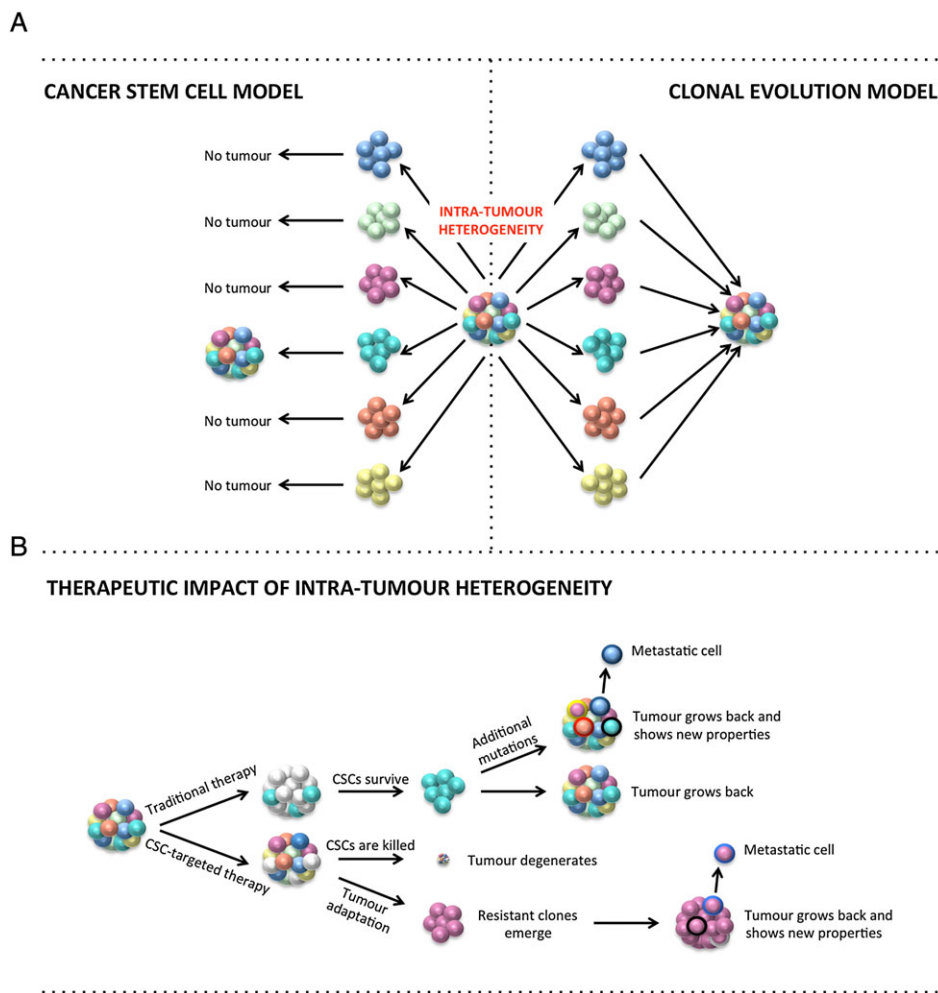 A
CANCER STEM CELL MODEL
CLONAL EVOLUTION MODEL
No tumour
No tumour
INTRA-TUMOUR
HETEROGENEITY
No tumour
No tumour
No tumour
B
THERAPEUTIC IMPACT OF INTRA-TUMOUR HETEROGENEITY
Metastatic cell
Additional
mutations
Tumour grows back and
shows new properties
Traditional therapy
CSCs survive
Tumour grows back
CSC-targeted therapy
CSCs are killed
Tumour degenerates
Metastatic cell
Tumour
adaptation
Resistant clones
emerge
Tumour grows back and
shows new properties